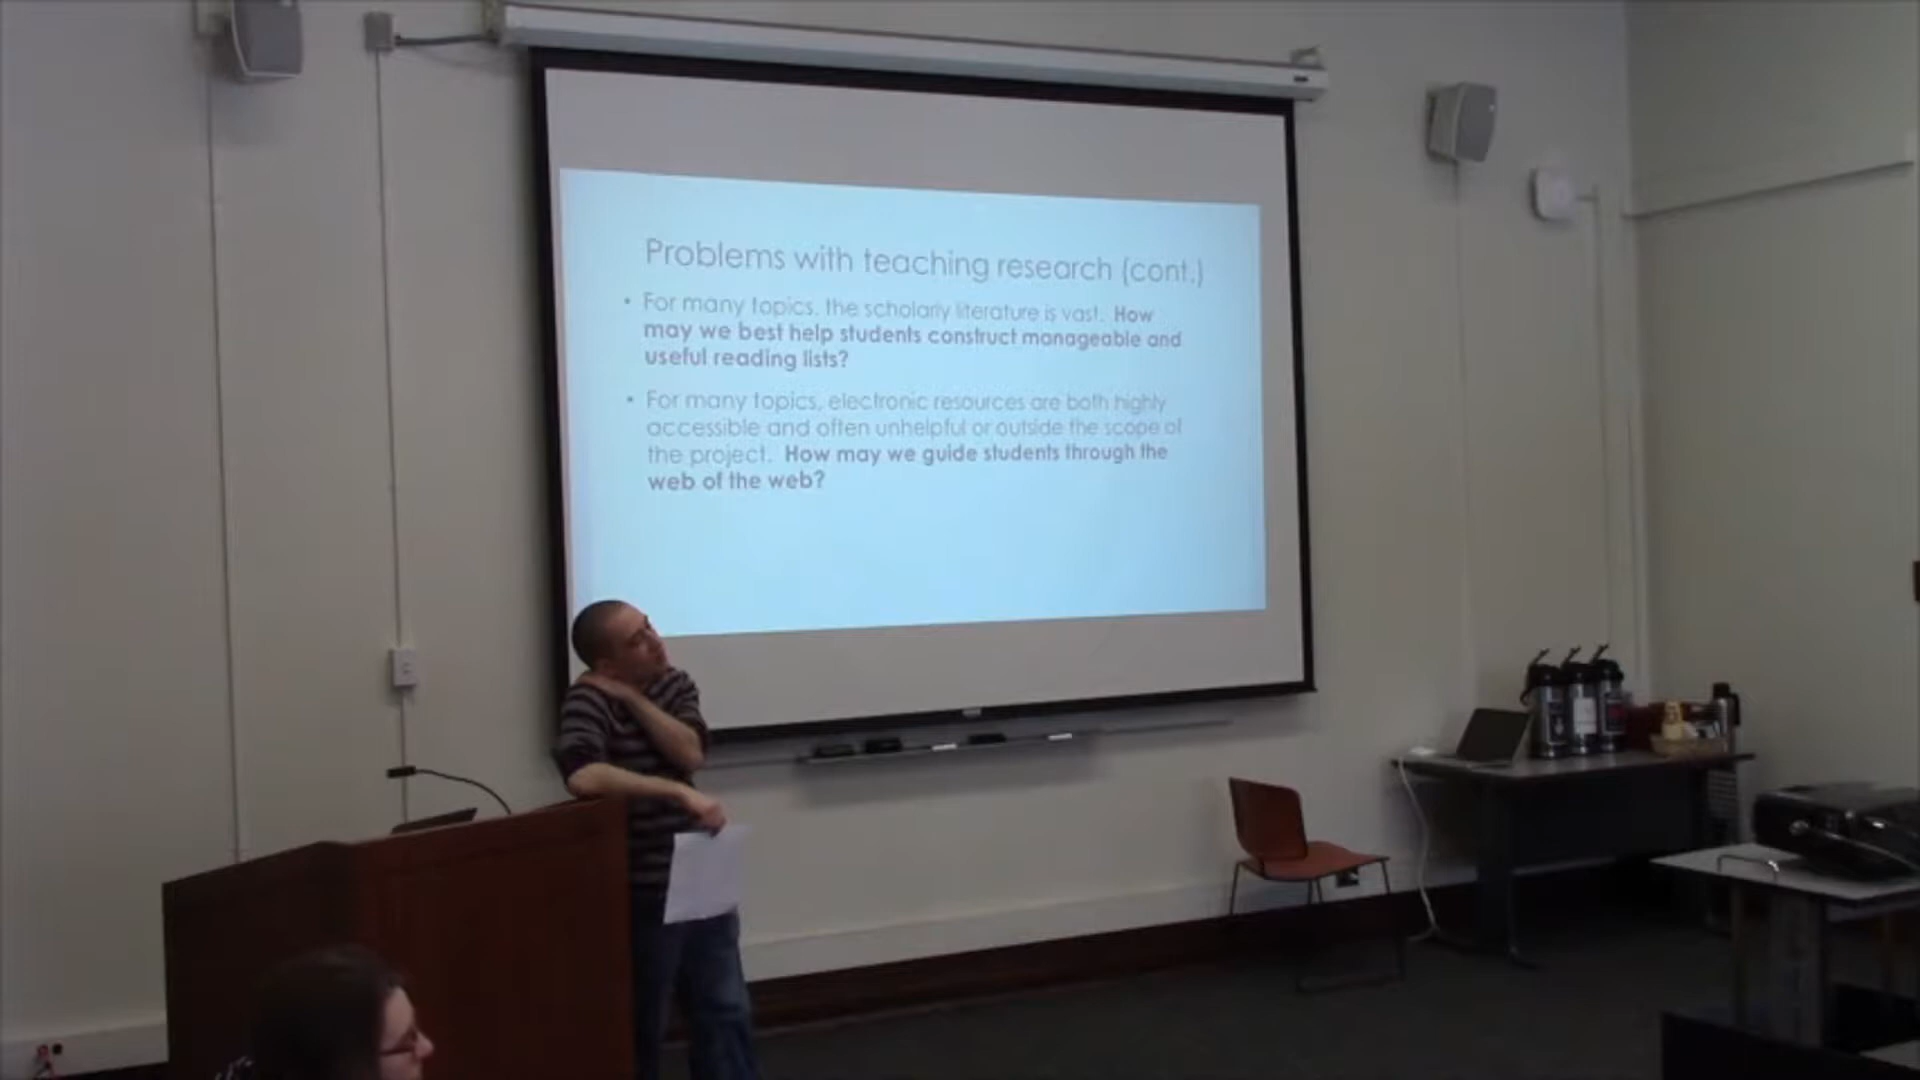 Problems with teaching research (cont.)
• For many topics, the scholarly literature is vast. How
may we best help students construct manageable and
useful reading lists?
• For many topics, electronic resources are both highly
accessible and often unhelpful or outside the scope of
the project. How may we guide students through the
web of the web?